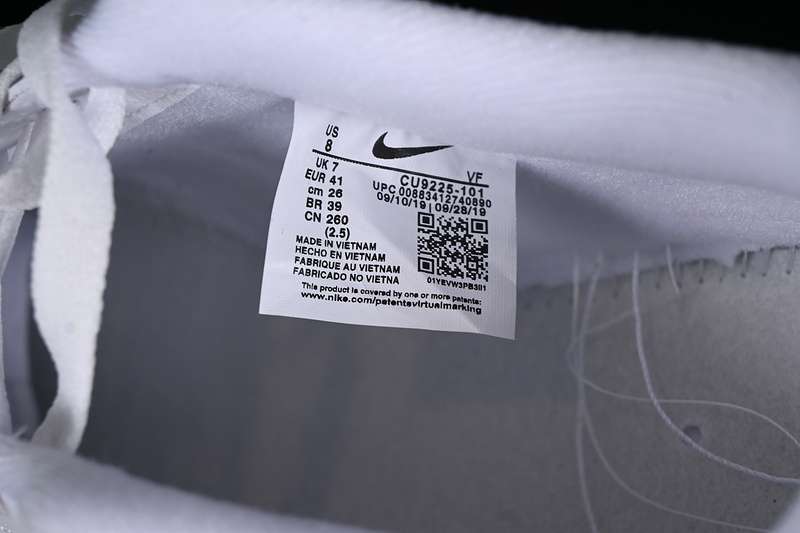 US
8
VF
UK 7
EUR 41
cm 26
BR 39
CN 260
(2.5)
CU9225-101
UPC 00883412740890
09/10/19 | 09/28/19
MADE IN VIETNAM
HECHO EN VIETNAM
FABRIQUE AU VIETNAM
FABRICADO NO VIETNA
01YEVW3PB381
This product is covered by one or more patents:
www.nike.com/patentsvirtualmarking